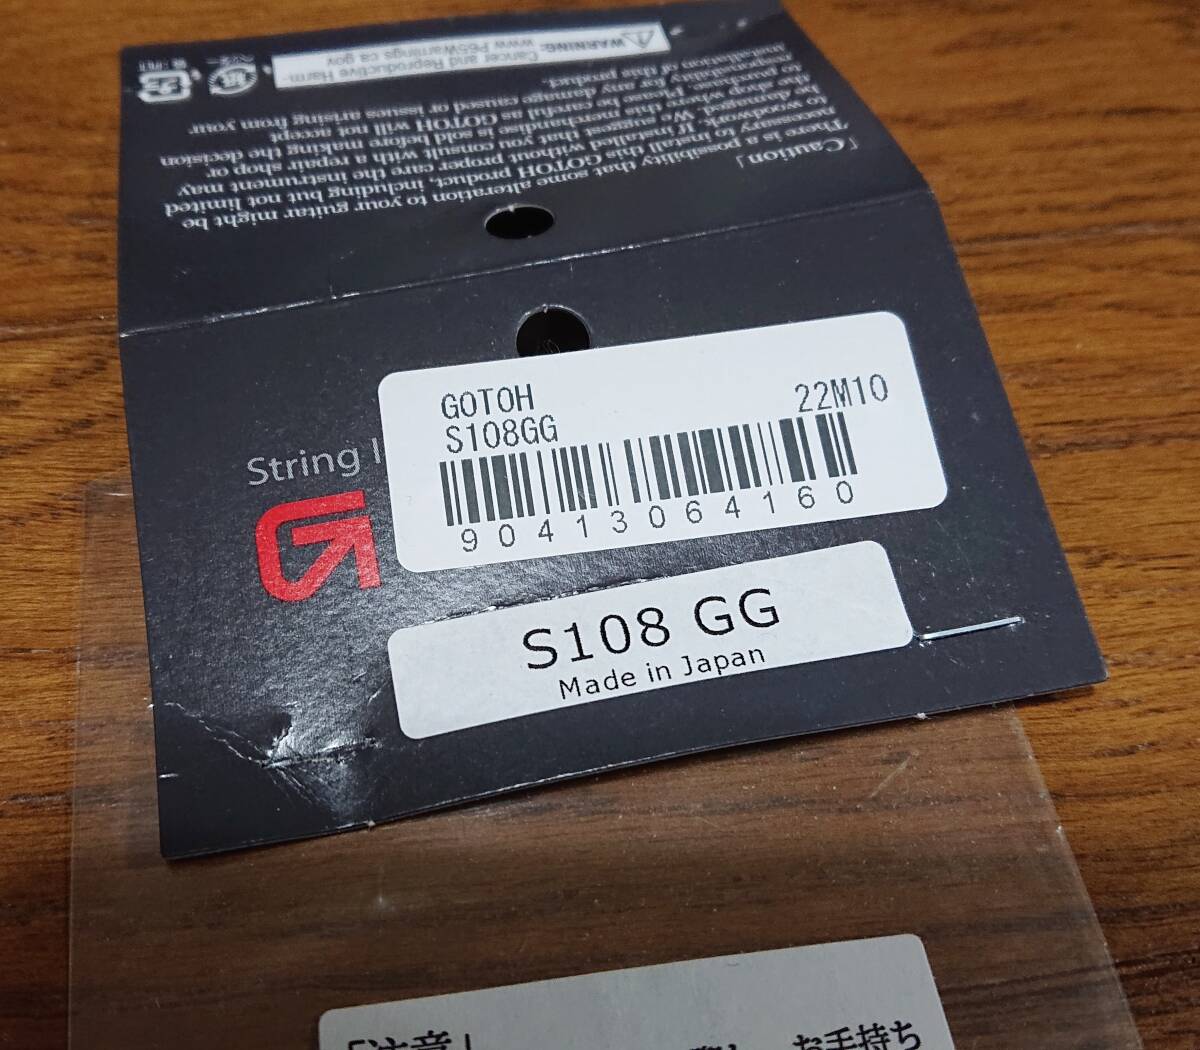 「Caution」
There is a possibility that some alteration to your guitar might be
necessary to install this GOTOH product, including but not limited
to woodwork. If installed without proper care the instrument may
be damaged. We suggest that you consult with a repair shop or
the shop where this merchandise is sold before making the decision
to purchase. Please be careful as GOTOH will not accept
responsibility for any damage caused or issues arising from your
installation of this product.
WARNING:
Cancer and Reproductive Harm-
www.P65Warnings.ca.gov
紙
String I
GOTOH
22M10
S108GG
904130641 60
S108 GG
Made in Japan
「注意」
お手持ち